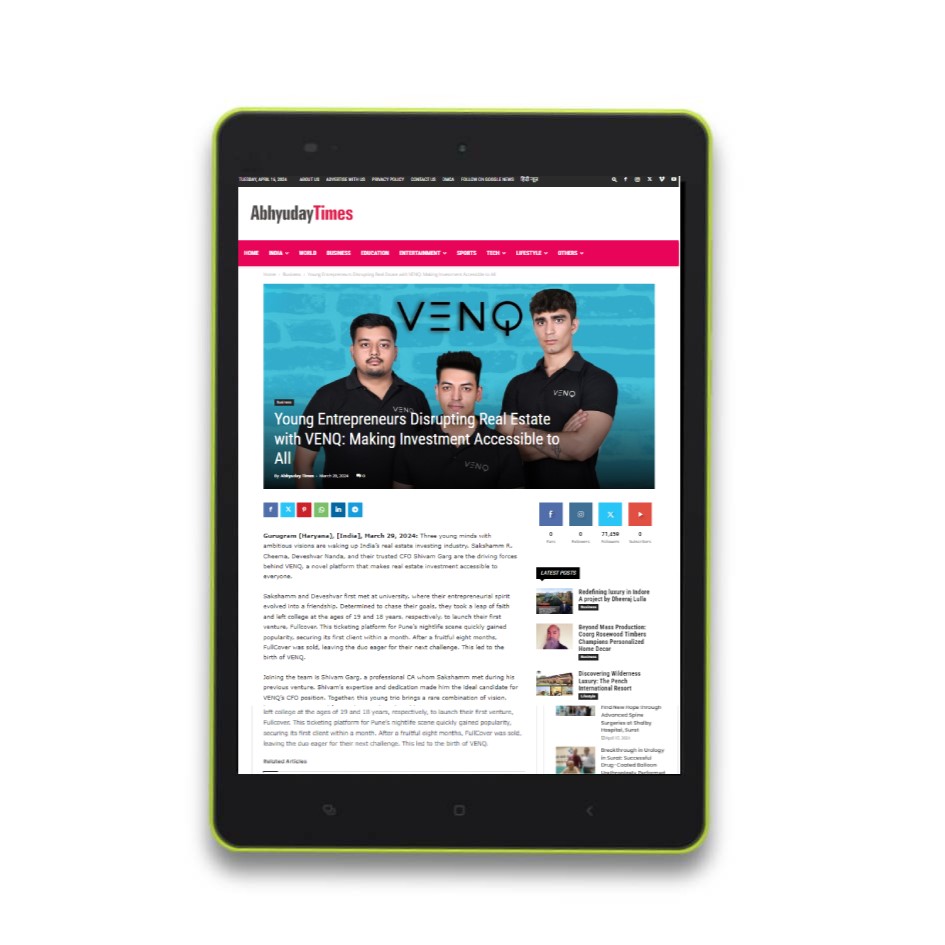 TUESDAY, APRIL 16, 2024 ABOUT US ADVERTISE WITH US PRIVACY POLICY CONTACT US DMCA FOLLOW ON GOOGLE NEWS हिंदी न्यूज़
AbhyudayTimes
HOME INDIA WORLD BUSINESS EDUCATION ENTERTAINMENT SPORTS TECH LIFESTYLE OTHERS
Home Business Young Entrepreneurs Disrupting Real Estate with VENQ: Making Investment Accessible to All
VENQ
VENQ
VENQ
VENQ
Business
Young Entrepreneurs Disrupting Real Estate
with VENQ: Making Investment Accessible to
All
By Abhyuday Times - March 29, 2024 0
Gurugram (Haryana), [India], March 29, 2024: Three young minds with
ambitious visions are waking up India's real estate investing industry. Sakshamm R.
Cheema, Deveshvar Nanda, and their trusted CFO Shivam Garg are the driving forces
behind VENQ, a novel platform that makes real estate investment accessible to
everyone.
Sakshamm and Deveshvar first met at university, where their entrepreneurial spirit
evolved into a friendship. Determined to chase their goals, they took a leap of faith
and left college at the ages of 19 and 18 years, respectively, to launch their first
venture, Fullcover. This ticketing platform for Pune's nightlife scene quickly gained
popularity, securing its first client within a month. After a fruitful eight months,
FullCover was sold, leaving the duo eager for their next challenge. This led to the
birth of VENQ.
Joining the team is Shivam Garg, a professional CA whom Sakshamm met during his
previous venture. Shivam's expertise and dedication made him the ideal candidate for
VENQ's CFO position. Together, this young trio brings a rare combination of vision,
left college at the ages of 19 and 18 years, respectively, to launch their first venture,
Fullcover. This ticketing platform for Pune's nightlife scene quickly gained popularity,
securing its first client within a month. After a fruitful eight months, FullCover was sold,
leaving the duo eager for their next challenge. This led to the birth of VENQ.
Related Articles
0 0 71,459 0
Fans Followers Followers Subscribers
LATEST POSTS
Redefining luxury in Indore
A project by Dheeraj Lulla
Business
Beyond Mass Production:
Coorg Rosewood Timbers
Champions Personalized
Home Decor
Business
Discovering Wilderness
Luxury: The Pench
International Resort
Lifestyle
Find New Hope through
Advanced Spine
Surgeries at Shalby
Hospital, Surat
Breakthrough in Urology
in Surat: Successful
Drug-Coated Balloon